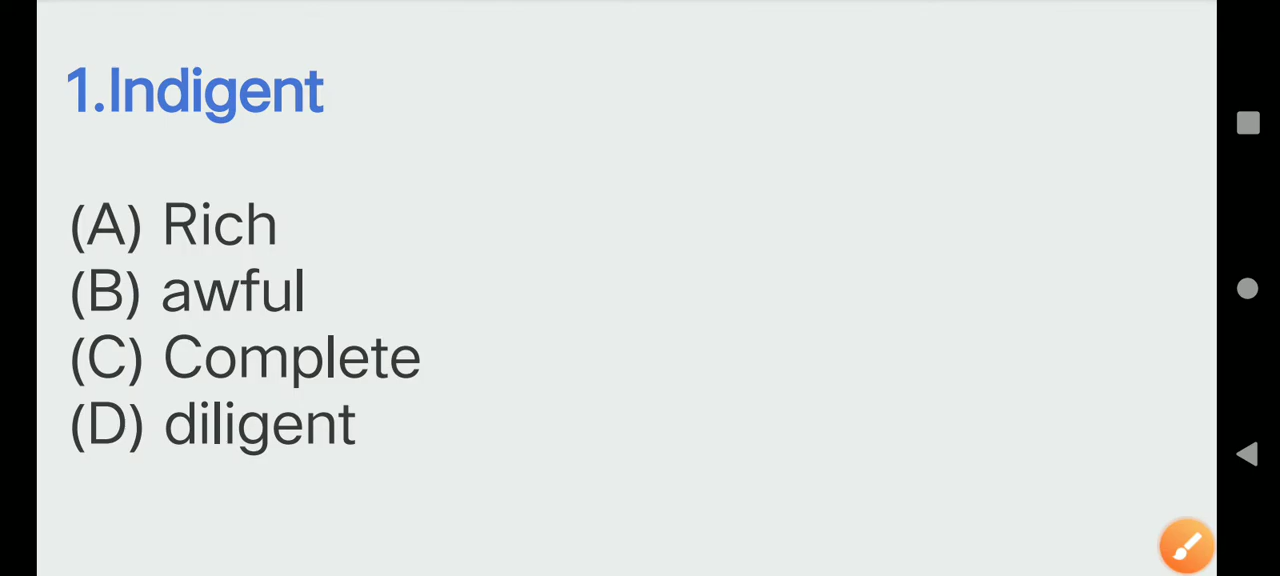 1.Indigent
(A) Rich
(B) awful
(C) Complete
(D) diligent